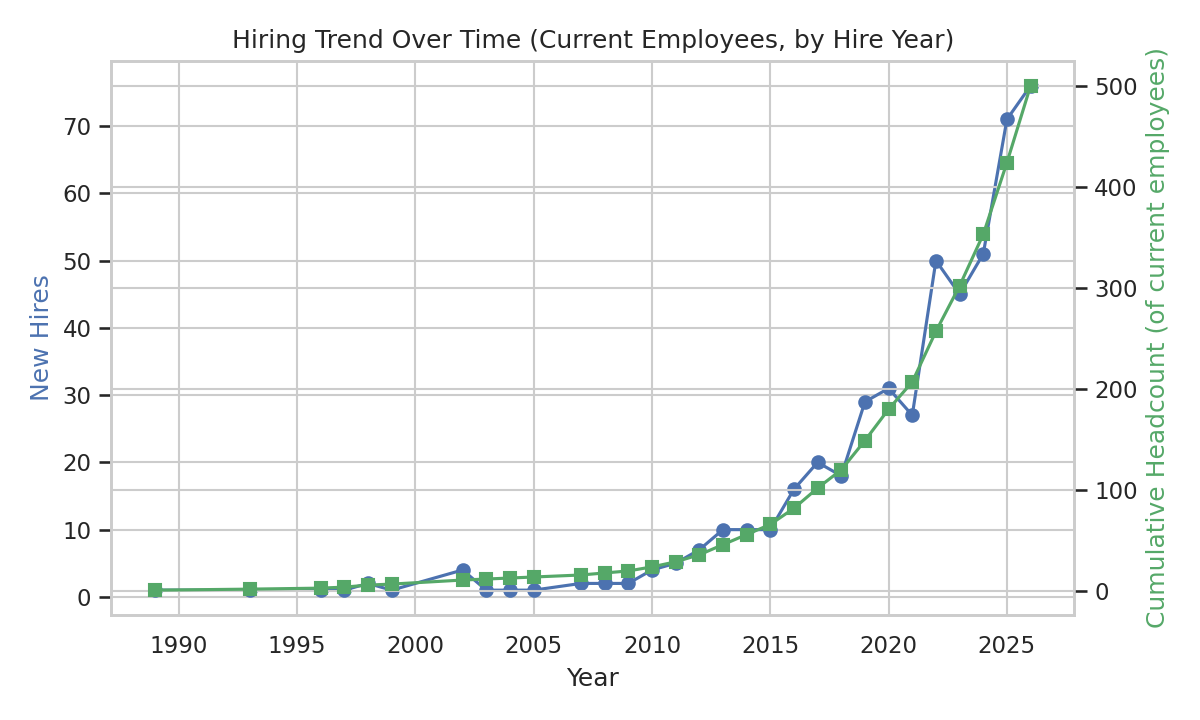 Hiring Trend Over Time (Current Employees, by Hire Year)
New Hires
70
60
50
40
30
20
10
0
500
400
300
200
100
0
Cumulative Headcount (of current employees)
1990 1995 2000 2005 2010 2015 2020 2025
Year